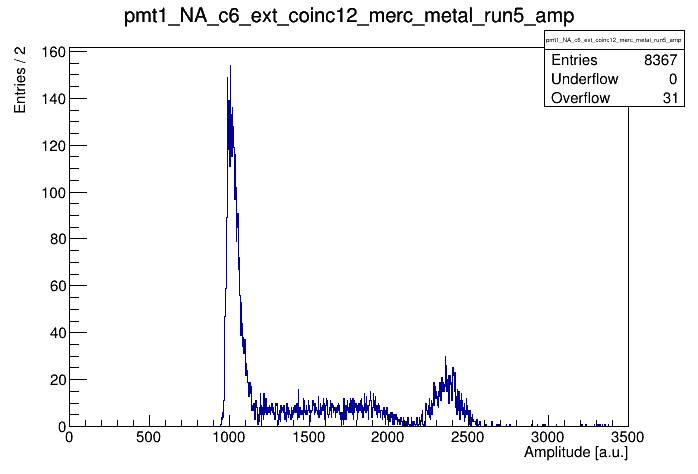 pmt1_NA_c6_ext_coinc12_merc_metal_run5_amp
pmt1_NA_c6_ext_coinc12_merc_metal_run5_amp
Entries 8367
Underflow 0
Overflow 31
Entries / 2
160
140
120
100
80
60
40
20
0
0 500 1000 1500 2000 2500 3000 3500
Amplitude [a.u.]